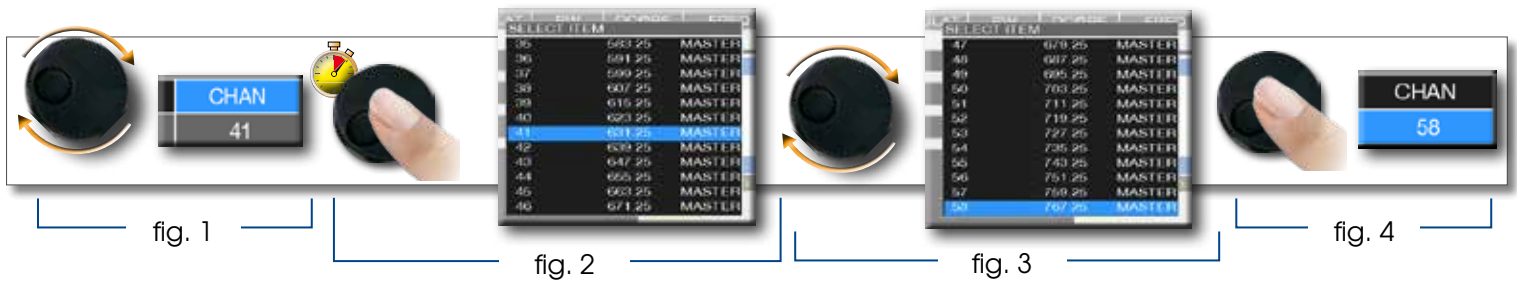 CHAN
41
SELECT ITEM
35 583.25 MASTER
36 591.25 MASTER
37 599.25 MASTER
38 607.25 MASTER
39 615.25 MASTER
40 623.25 MASTER
41 631.25 MASTER
42 639.25 MASTER
43 647.25 MASTER
44 655.25 MASTER
45 663.25 MASTER
46 671.25 MASTER
SELECT ITEM
47 679.25 MASTER
48 687.25 MASTER
49 695.25 MASTER
50 703.25 MASTER
51 711.25 MASTER
52 719.25 MASTER
53 727.25 MASTER
54 735.25 MASTER
55 743.25 MASTER
56 751.25 MASTER
57 759.25 MASTER
58 767.25 MASTER
CHAN
58
fig. 1
fig. 2
fig. 3
fig. 4